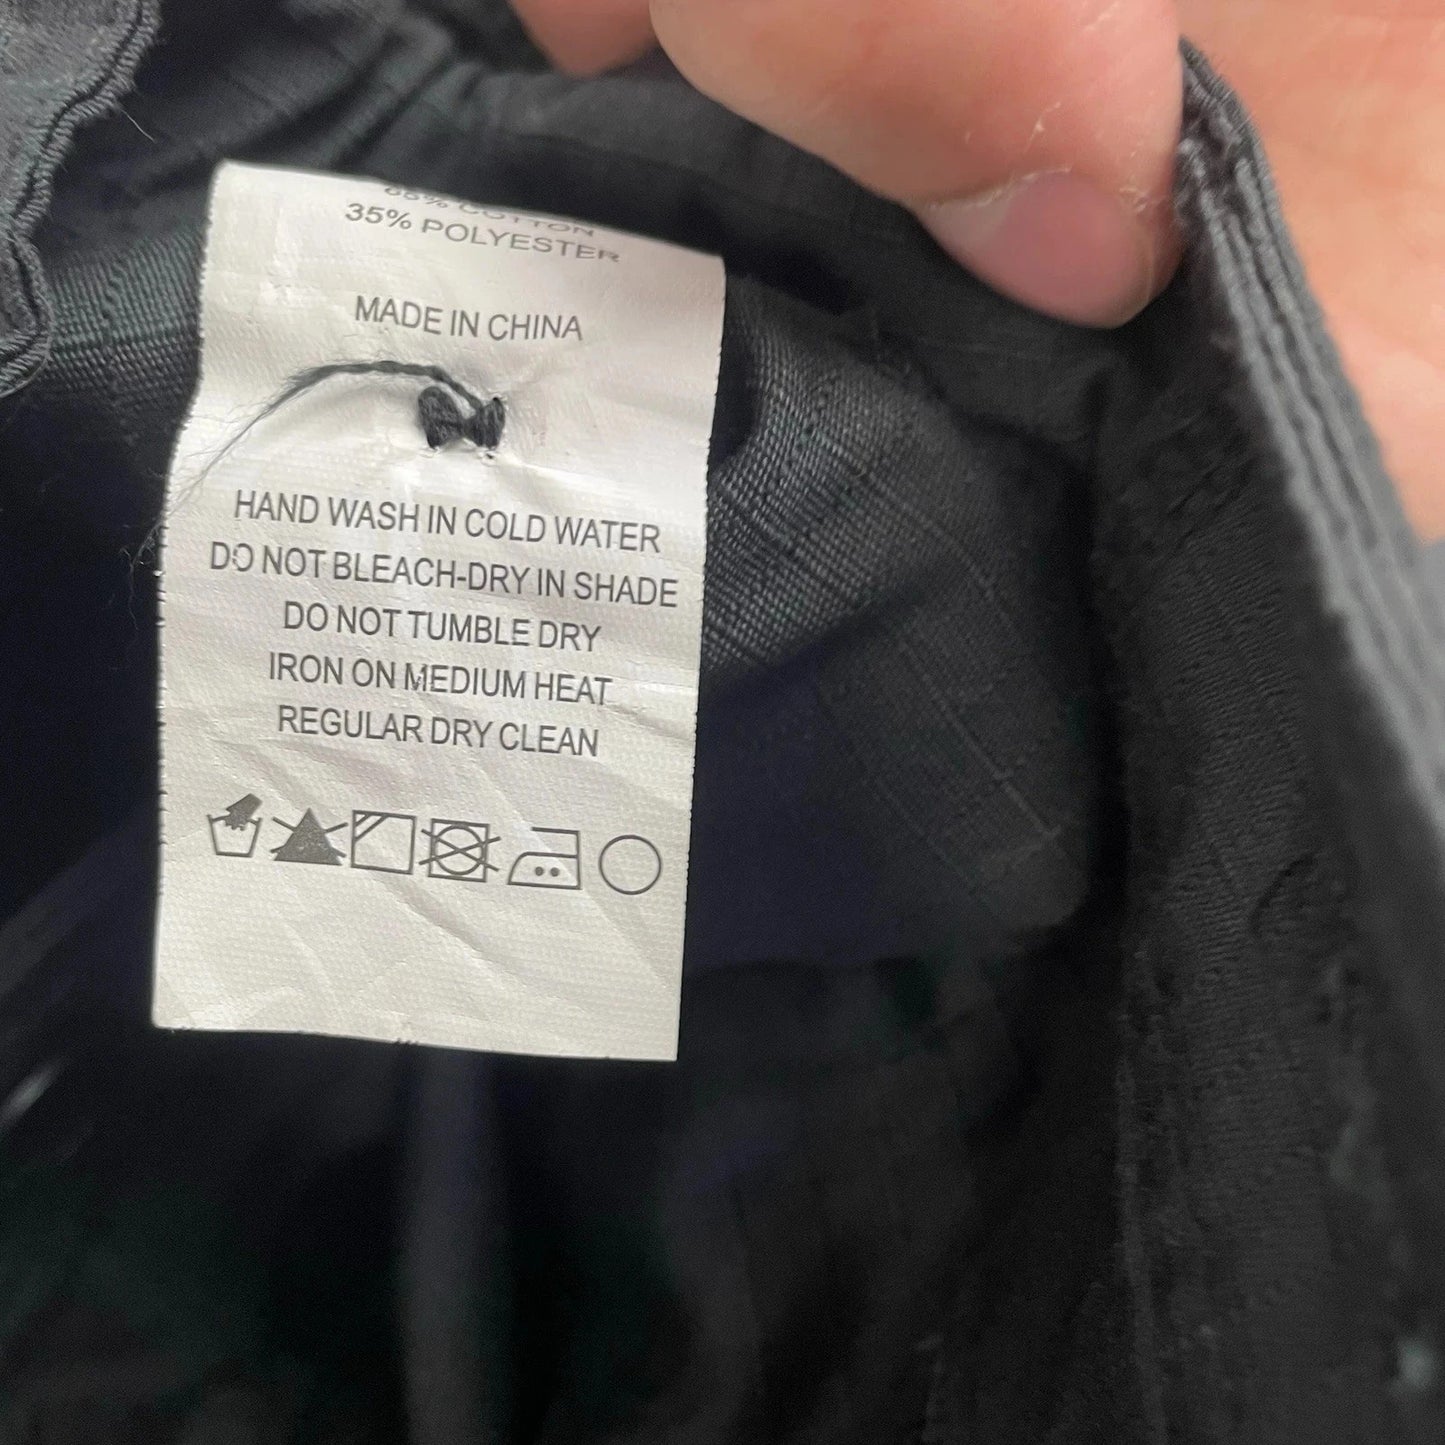 COTTON
35% POLYESTER
MADE IN CHINA
HAND WASH IN COLD WATER
DO NOT BLEACH-DRY IN SHADE
DO NOT TUMBLE DRY
IRON ON MEDIUM HEAT
REGULAR DRY CLEAN